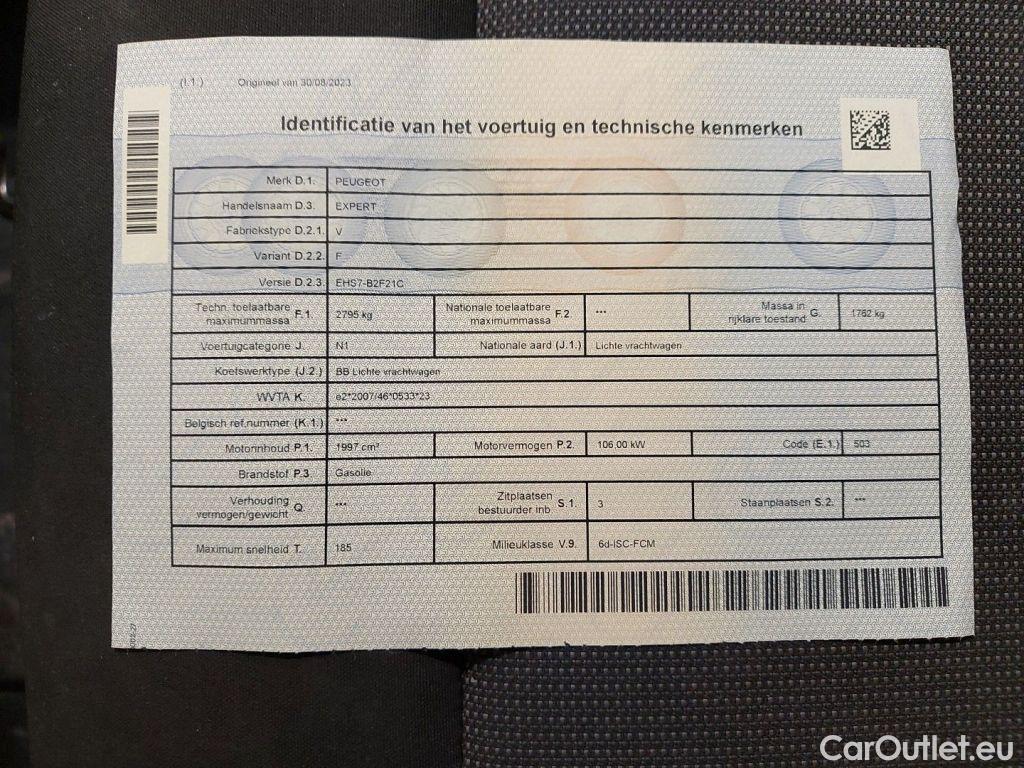 (I.1.) Origineel van 30/08/2023
Identificatie van het voertuig en technische kenmerken
Merk D.1. PEUGEOT
Handelsnaam D.3. EXPERT
Fabriekstype D.2.1. V
Variant D.2.2. F
Versie D.2.3. EHS7-B2F21C
Techn. toelaatbare maximummassa F.1. 2795 kg Nationale toelaatbare maximummassa F.2. *** Massa in rijklare toestand G. 1762 kg
Voertuigcategorie J. N1 Nationale aard (J.1.) Lichte vrachtwagen
Koetswerktype (J.2.) BB Lichte vrachtwagen
WVTA K. e2*2007/46*0533*23
Belgisch ref.nummer (K.1.) ***
Motorinhoud P.1. 1997 cm³ Motorvermogen P.2. 106,00 kW Code (E.1.) 503
Brandstof P.3 Gasolie
Verhouding vermogen/gewicht Q. *** Zitplaatsen bestuurder inb S.1. 3 Staanplaatsen S.2. ***
Maximum snelheid T. 185 Milieuklasse V.9. 6d-ISC-FCM
CarOutlet.eu